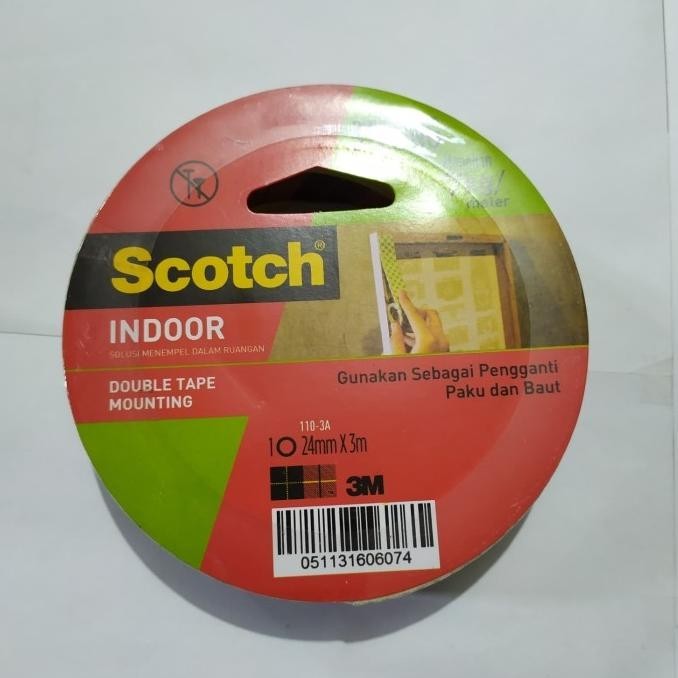 Scotch®
INDOOR
SOLUSI MENEMPEL DALAM RUANGAN
DOUBLE TAPE
MOUNTING
meter
Gunakan Sebagai Pengganti
Paku dan Baut
110-3A
1 24mm X 3m
3M
051131606074